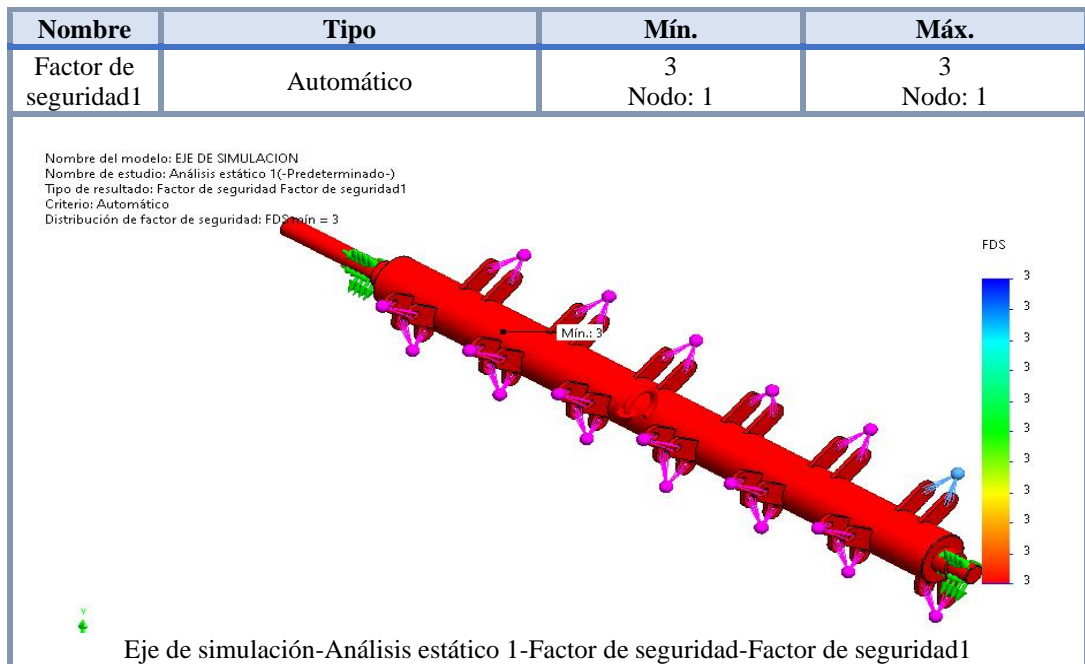 Nombre Tipo Mín. Máx.
Factor de seguridad1 Automático 3 Nodo: 1 3 Nodo: 1
Nombre del modelo: EJE DE SIMULACION
Nombre de estudio: Análisis estático 1(-Predeterminado-)
Tipo de resultado: Factor de seguridad Factor de seguridad1
Criterio: Automático
Distribución de factor de seguridad: FDS mín = 3
FDS
3
3
3
3
3
3
3
3
3
3
3
Mín.: 3
Y
Eje de simulación-Análisis estático 1-Factor de seguridad-Factor de seguridad1